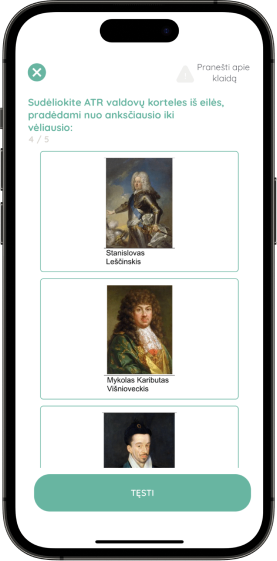 Pranešti apie
klaidą
Sudėliokite ATR valdovų korteles iš eilės,
pradėdami nuo anksčiausio iki
vėliausio:
4 / 5
Stanislovas
Leščinskis
Mykolas Kaributas
Višnioveckis
TĘSTI